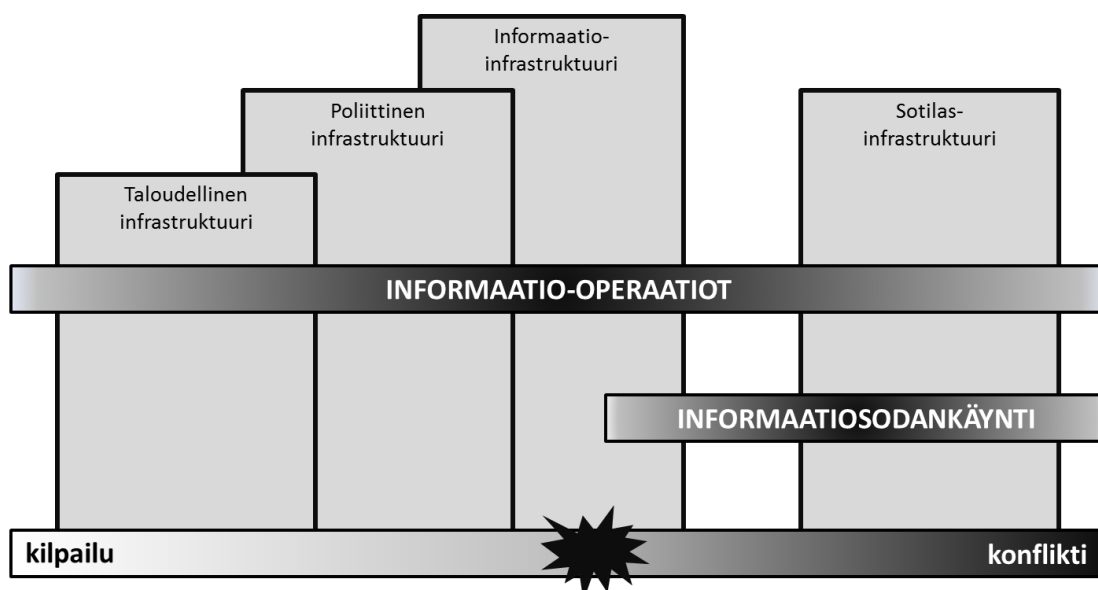 Informaatio-
infrastruktuuri
Poliittinen
infrastruktuuri
Sotilas-
infrastruktuuri
Taloudellinen
infrastruktuuri
INFORMAATIO-OPERAATIOT
INFORMAATIOSODANKÄYNTI
kilpailu
konflikti